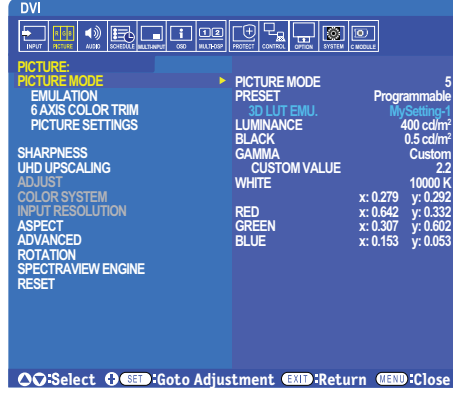 DVI
INPUT PICTURE AUDIO SCHEDULE MULTI-INPUT OSD MULTI-DSP PROTECT CONTROL OPTION SYSTEM C MODULE
PICTURE:
PICTURE MODE
EMULATION
6 AXIS COLOR TRIM
PICTURE SETTINGS
SHARPNESS
UHD UPSCALING
ADJUST
COLOR SYSTEM
INPUT RESOLUTION
ASPECT
ADVANCED
ROTATION
SPECTRAVIEW ENGINE
RESET
PICTURE MODE 5
PRESET Programmable
3D LUT EMU. MySetting-1
LUMINANCE 400 cd/m²
BLACK 0.5 cd/m²
GAMMA Custom
CUSTOM VALUE 2.2
WHITE 10000 K
x: 0.279 y: 0.292
RED x: 0.642 y: 0.332
GREEN x: 0.307 y: 0.602
BLUE x: 0.153 y: 0.053
:Select SET:Goto Adjustment EXIT:Return MENU:Close